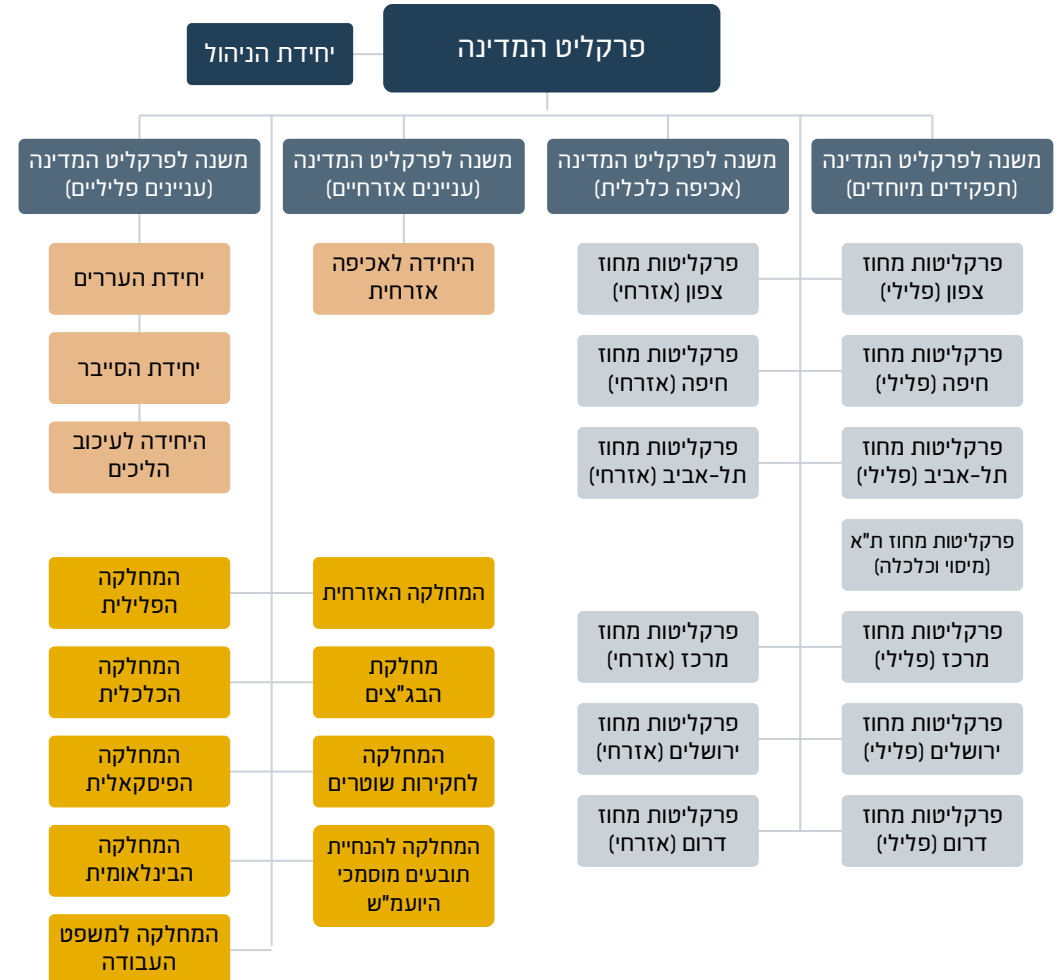 פרקליט המדינה
יחידת הניהול
משנה לפרקליט המדינה
(תפקידים מיוחדים)
משנה לפרקליט המדינה
(אכיפה כלכלית)
משנה לפרקליט המדינה
(עניינים אזרחיים)
משנה לפרקליט המדינה
(עניינים פליליים)
פרקליטות מחוז
צפון (פלילי)
פרקליטות מחוז
צפון (אזרחי)
היחידה לאכיפה
אזרחית
יחידת העררים
פרקליטות מחוז
חיפה (פלילי)
פרקליטות מחוז
חיפה (אזרחי)
יחידת הסייבר
פרקליטות מחוז
תל-אביב (פלילי)
פרקליטות מחוז
תל-אביב (אזרחי)
היחידה לעיכוב
הליכים
פרקליטות מחוז ת"א
(מיסוי וכלכלה)
המחלקה האזרחית
המחלקה
הפלילית
פרקליטות מחוז
מרכז (פלילי)
פרקליטות מחוז
מרכז (אזרחי)
מחלקת
הבג"צים
המחלקה
הכלכלית
פרקליטות מחוז
ירושלים (פלילי)
פרקליטות מחוז
ירושלים (אזרחי)
המחלקה
לחקירות שוטרים
המחלקה
הפיסקאלית
פרקליטות מחוז
דרום (פלילי)
פרקליטות מחוז
דרום (אזרחי)
המחלקה להנחיית
תובעים מוסמכי
היועמ"ש
המחלקה
הבינלאומית
המחלקה למשפט
העבודה